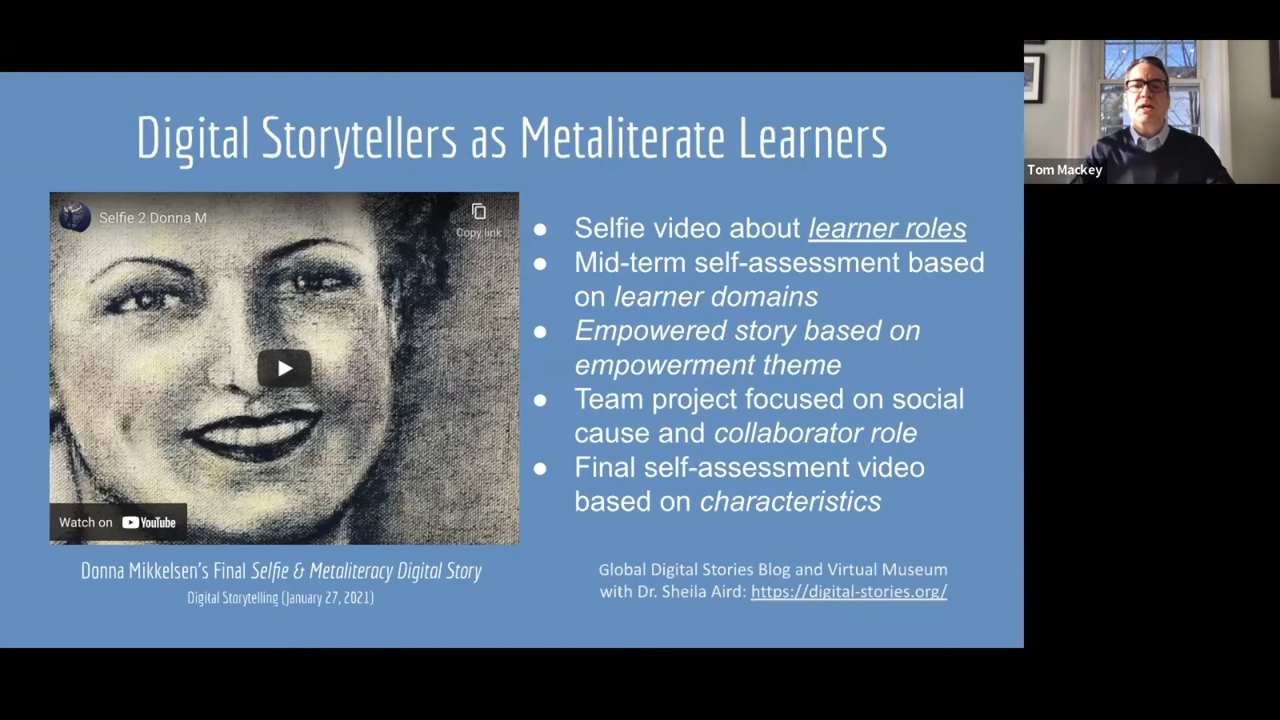 Digital Storytellers as Metaliterate Learners
Selfie 2 Donna M
Copy link
Watch on YouTube
Donna Mikkelsen's Final Selfie & Metaliteracy Digital Story
Digital Storytelling (January 27, 2021)
● Selfie video about learner roles
● Mid-term self-assessment based
on learner domains
● Empowered story based on
empowerment theme
● Team project focused on social
cause and collaborator role
● Final self-assessment video
based on characteristics
Global Digital Stories Blog and Virtual Museum
with Dr. Sheila Aird: https://digital-stories.org/
Tom Mackey